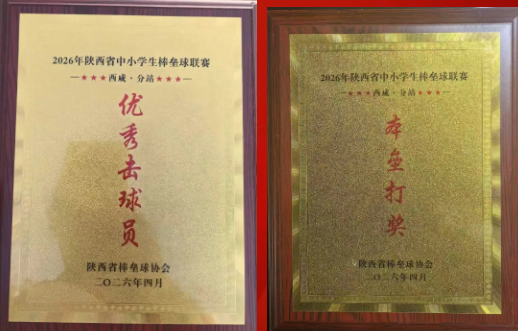 2026年陕西省中小学生棒垒球联赛
—★★★西咸·分站★★★—
优秀击球员
陕西省棒垒球协会
二〇二六年四月
2026年陕西省中小学生棒垒球联赛
—★★★西咸·分站★★★—
本垒打奖
陕西省棒垒球协会
二〇二六年四月